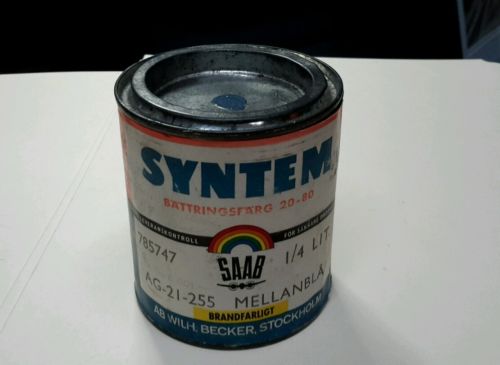 SYNTEM
BÄTTRINGSFÄRG 20-80
785747
1/4 LIT
SAAB
AG-21-255 MELLANBLÅ
BRANDFARLIGT
AB WILH. BECKER, STOCKHOLM